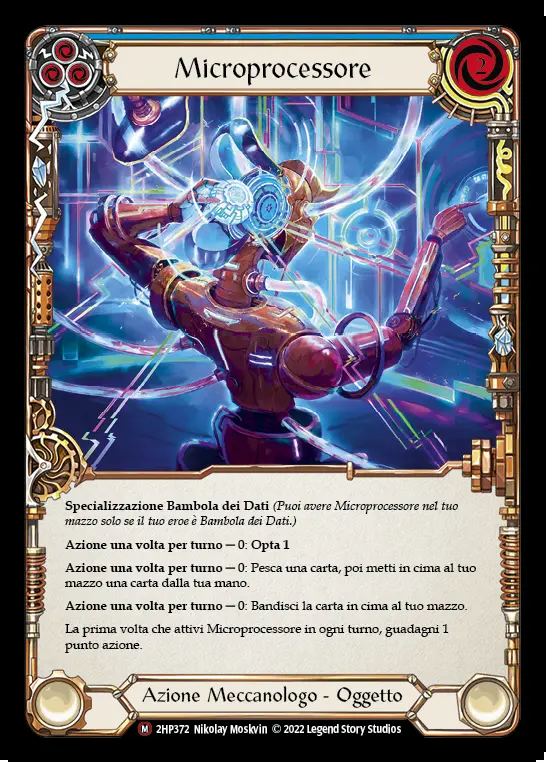 Microprocessore
2
Specializzazione Bambola dei Dati (Puoi avere Microprocessore nel tuo
mazzo solo se il tuo eroe è Bambola dei Dati.)
Azione una volta per turno — 0: Opta 1
Azione una volta per turno — 0: Pesca una carta, poi metti in cima al tuo
mazzo una carta dalla tua mano.
Azione una volta per turno — 0: Bandisci la carta in cima al tuo mazzo.
La prima volta che attivi Microprocessore in ogni turno, guadagni 1
punto azione.
Azione Meccanologo - Oggetto
M 2HP372 Nikolay Moskvin © 2022 Legend Story Studios